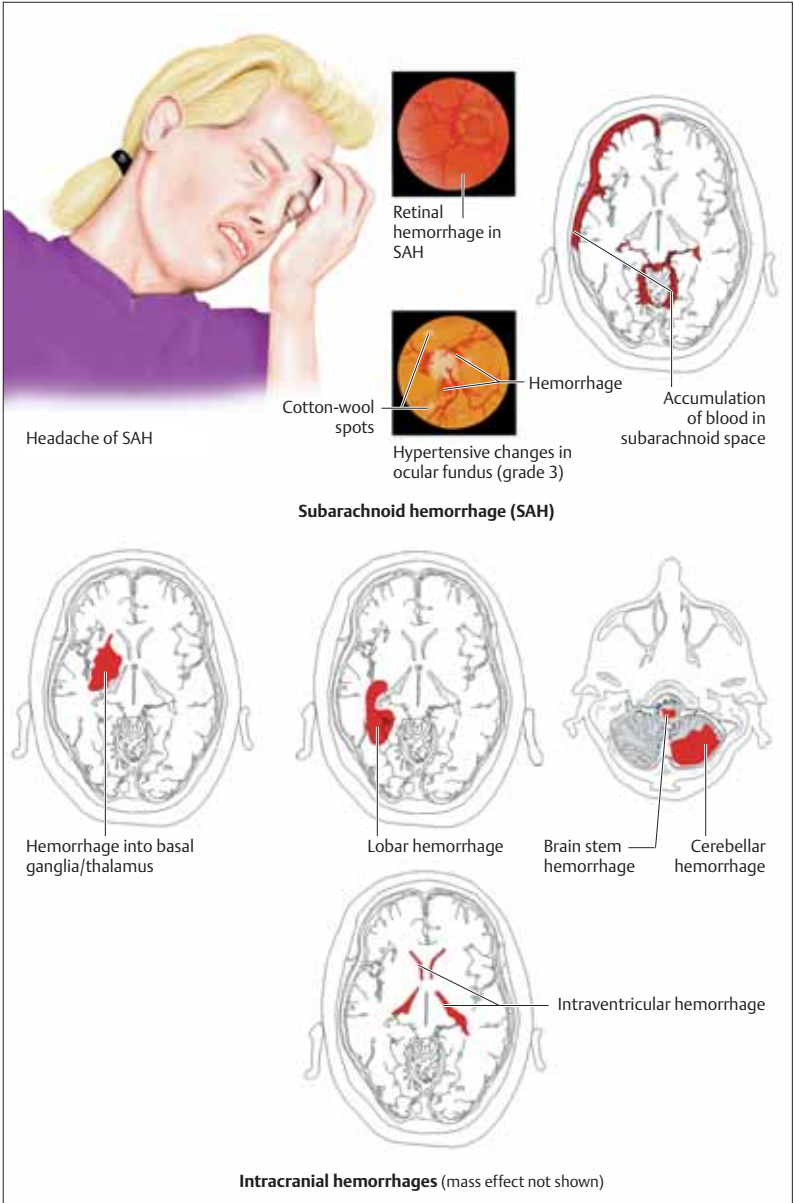 Retinal
hemorrhage in
SAH
Hemorrhage
Cotton-wool
spots
Accumulation
of blood in
subarachnoid space
Headache of SAH
Hypertensive changes in
ocular fundus (grade 3)
Subarachnoid hemorrhage (SAH)
Hemorrhage into basal
ganglia/thalamus
Lobar hemorrhage
Brain stem
hemorrhage
Cerebellar
hemorrhage
Intraventricular hemorrhage
Intracranial hemorrhages (mass effect not shown)